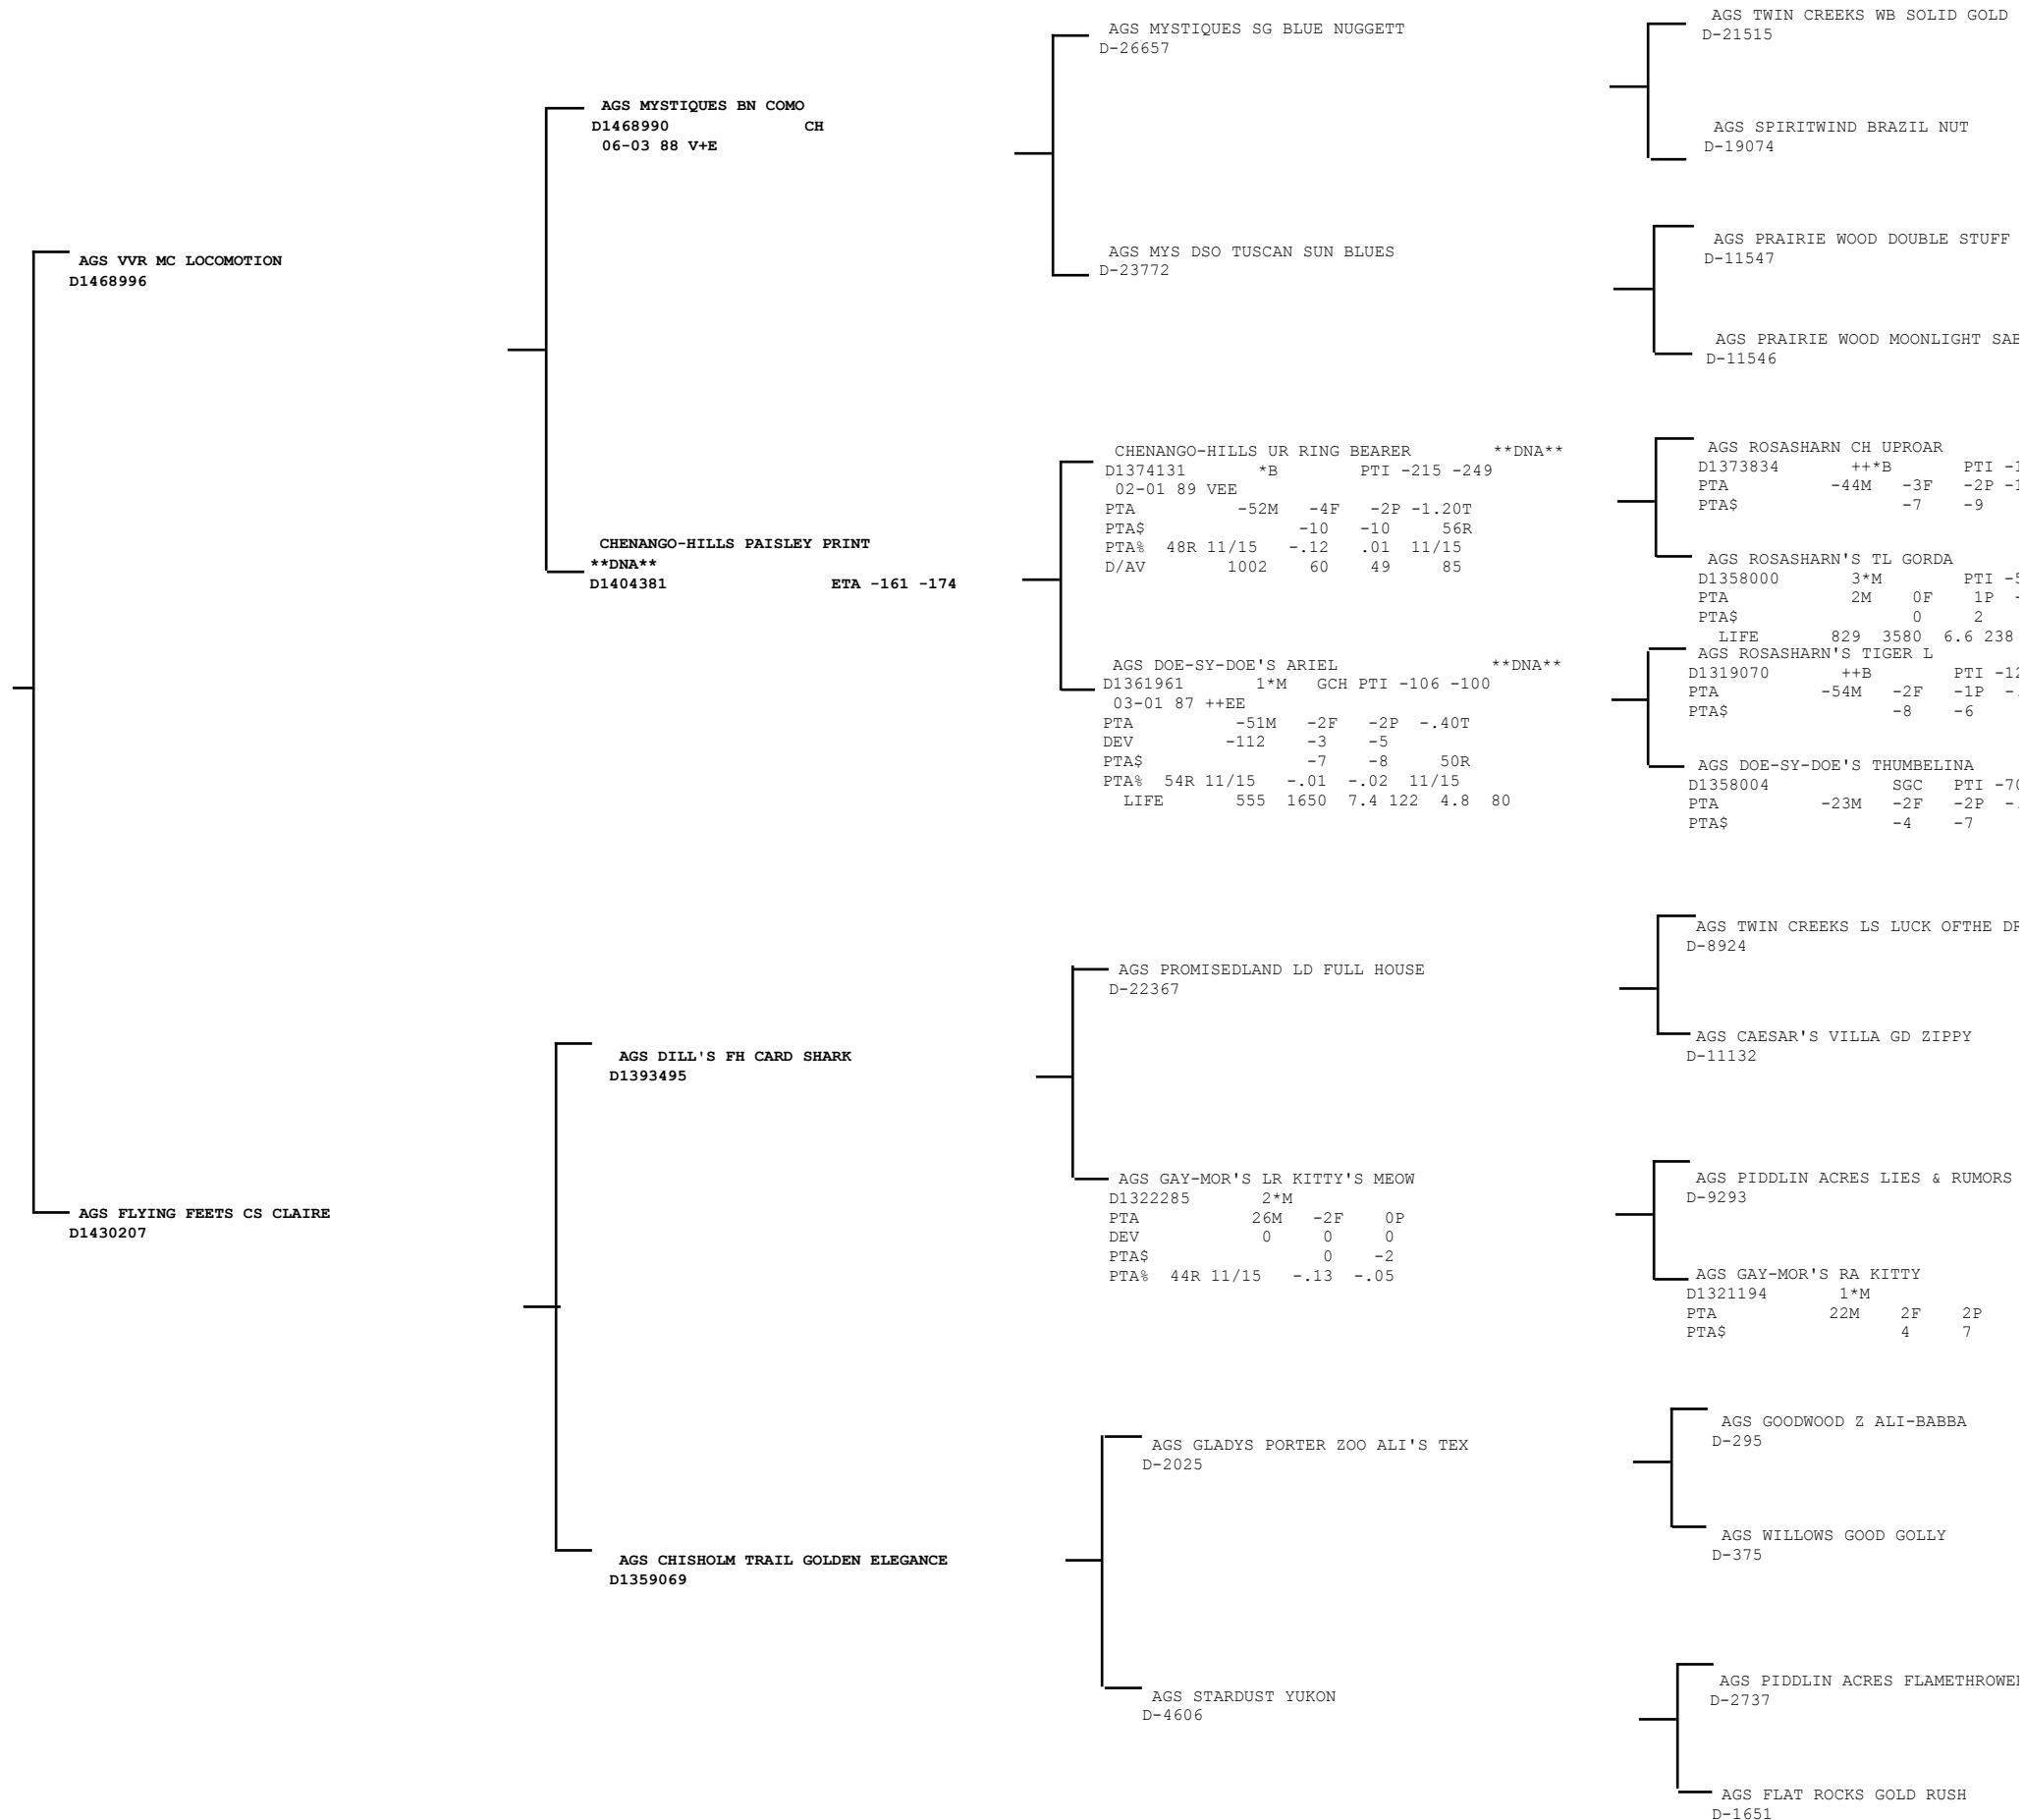 AGS VVR MC LOCOMOTION
D1468996
AGS FLYING FEETS CS CLAIRE
D1430207
AGS MYSTIQUES BN COMO
D1468990 CH
06-03 88 V+E
CHENANGO-HILLS PAISLEY PRINT
**DNA**
D1404381 ETA -161 -174
AGS DILL'S FH CARD SHARK
D1393495
AGS CHISHOLM TRAIL GOLDEN ELEGANCE
D1359069
AGS MYSTIQUES SG BLUE NUGGETT
D-26657
AGS MYS DSO TUSCAN SUN BLUES
D-23772
CHENANGO-HILLS UR RING BEARER **DNA**
D1374131 *B PTI -215 -249
02-01 89 VEE
PTA -52M -4F -2P -1.20T
PTA$ -10 -10 56R
PTA% 48R 11/15 -.12 .01 11/15
D/AV 1002 60 49 85
AGS DOE-SY-DOE'S ARIEL **DNA**
D1361961 1*M GCH PTI -106 -100
03-01 87 ++EE
PTA -51M -2F -2P -.40T
DEV -112 -3 -5
PTA$ -7 -8 50R
PTA% 54R 11/15 -.01 -.02 11/15
LIFE 555 1650 7.4 122 4.8 80
AGS PROMISEDLAND LD FULL HOUSE
D-22367
AGS GAY-MOR'S LR KITTY'S MEOW
D1322285 2*M
PTA 26M -2F 0P
DEV 0 0 0
PTA$ 0 -2
PTA% 44R 11/15 -.13 -.05
AGS GLADYS PORTER ZOO ALI'S TEX
D-2025
AGS STARDUST YUKON
D-4606
AGS TWIN CREEKS WB SOLID GOLD
D-21515
AGS SPIRITWIND BRAZIL NUT
D-19074
AGS PRAIRIE WOOD DOUBLE STUFF
D-11547
AGS PRAIRIE WOOD MOONLIGHT SAB
D-11546
AGS ROSASHARN CH UPROAR
D1373834 ++*B PTI -1
PTA -44M -3F -2P -1
PTA$ -7 -9
AGS ROSASHARN'S TL GORDA
D1358000 3*M PTI -5
PTA 2M 0F 1P -
PTA$ 0 2
LIFE 829 3580 6.6 238
AGS ROSASHARN'S TIGER L
D1319070 ++B PTI -12
PTA -54M -2F -1P -.
PTA$ -8 -6
AGS DOE-SY-DOE'S THUMBELINA
D1358004 SGC PTI -70
PTA -23M -2F -2P -.
PTA$ -4 -7
AGS TWIN CREEKS LS LUCK OFTHE DR
D-8924
AGS CAESAR'S VILLA GD ZIPPY
D-11132
AGS PIDDLIN ACRES LIES & RUMORS
D-9293
AGS GAY-MOR'S RA KITTY
D1321194 1*M
PTA 22M 2F 2P
PTA$ 4 7
AGS GOODWOOD Z ALI-BABBA
D-295
AGS WILLOWS GOOD GOLLY
D-375
AGS PIDDLIN ACRES FLAMETHROWER
D-2737
AGS FLAT ROCKS GOLD RUSH
D-1651